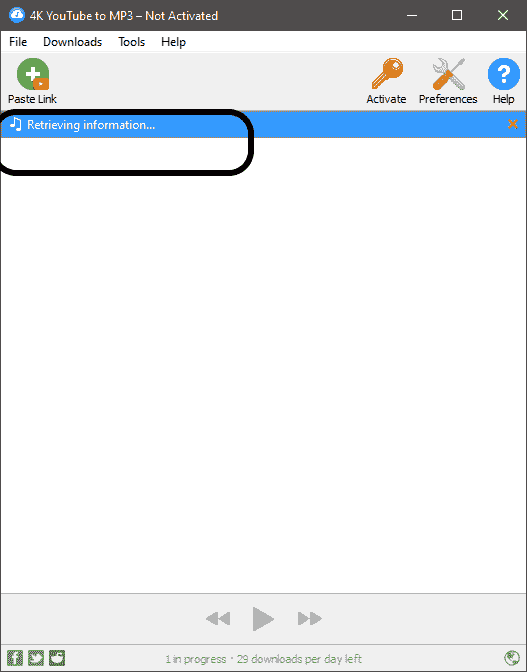 4K YouTube to MP3 – Not Activated
File Downloads Tools Help
Paste Link Activate Preferences Help
Retrieving information...
1 in progress · 29 downloads per day left